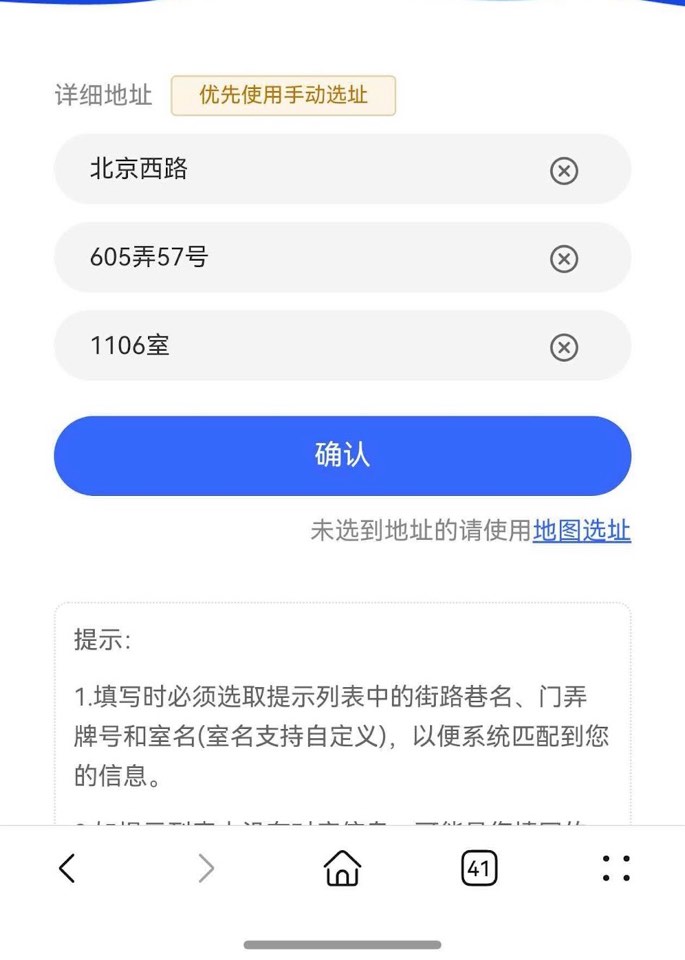 详细地址 优先使用手动选址
北京西路
605弄57号
1106室
确认
未选到地址的请使用地图选址
提示:
1.填写时必须选取提示列表中的街路巷名、门弄
牌号和室名(室名支持自定义)，以便系统匹配到您
的信息。
41